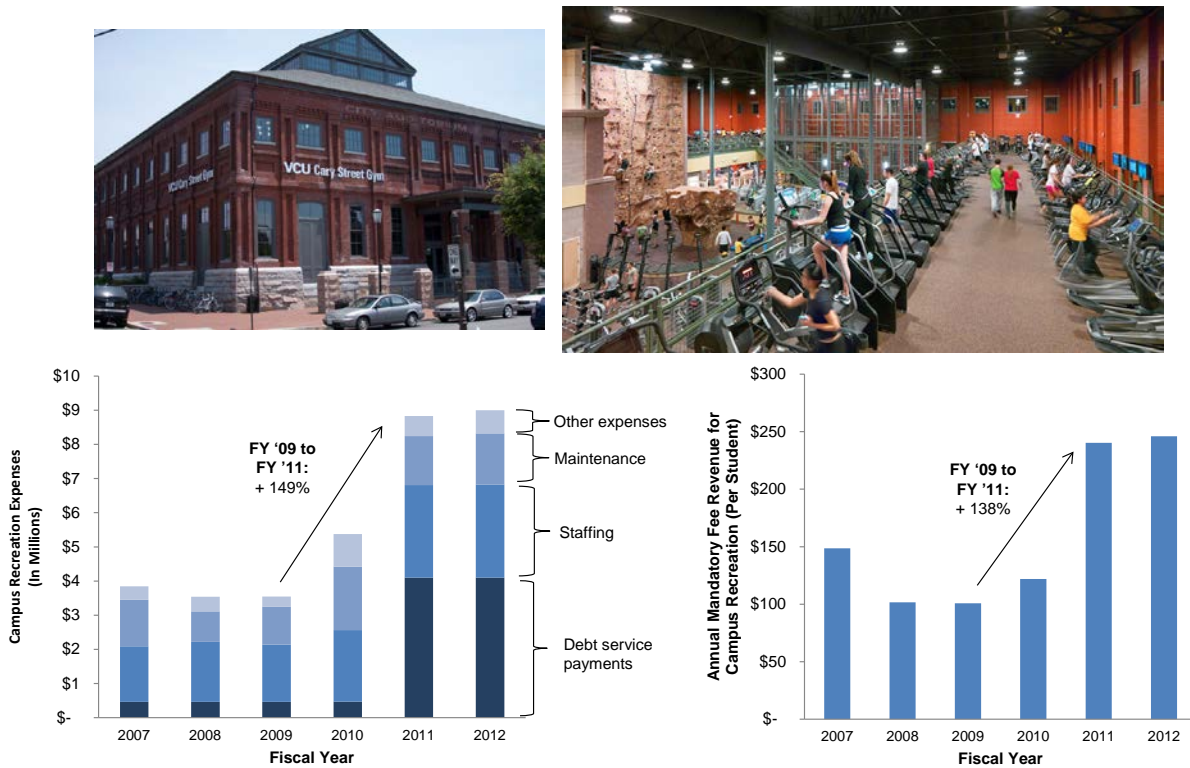 CITY AUDITORIUM
VCU Cary Street Gym
VCU Cary Street Gym
Campus Recreation Expenses
(In Millions)
$10
$9
$8
$7
$6
$5
$4
$3
$2
$1
$-
FY ‘09 to
FY ’11:
+ 149%
Other expenses
Maintenance
Staffing
Debt service
payments
2007
2008
2009
2010
2011
2012
Fiscal Year
Annual Mandatory Fee Revenue for
Campus Recreation (Per Student)
$300
$250
$200
$150
$100
$50
$-
FY ‘09 to
FY ’11:
+ 138%
2007
2008
2009
2010
2011
2012
Fiscal Year